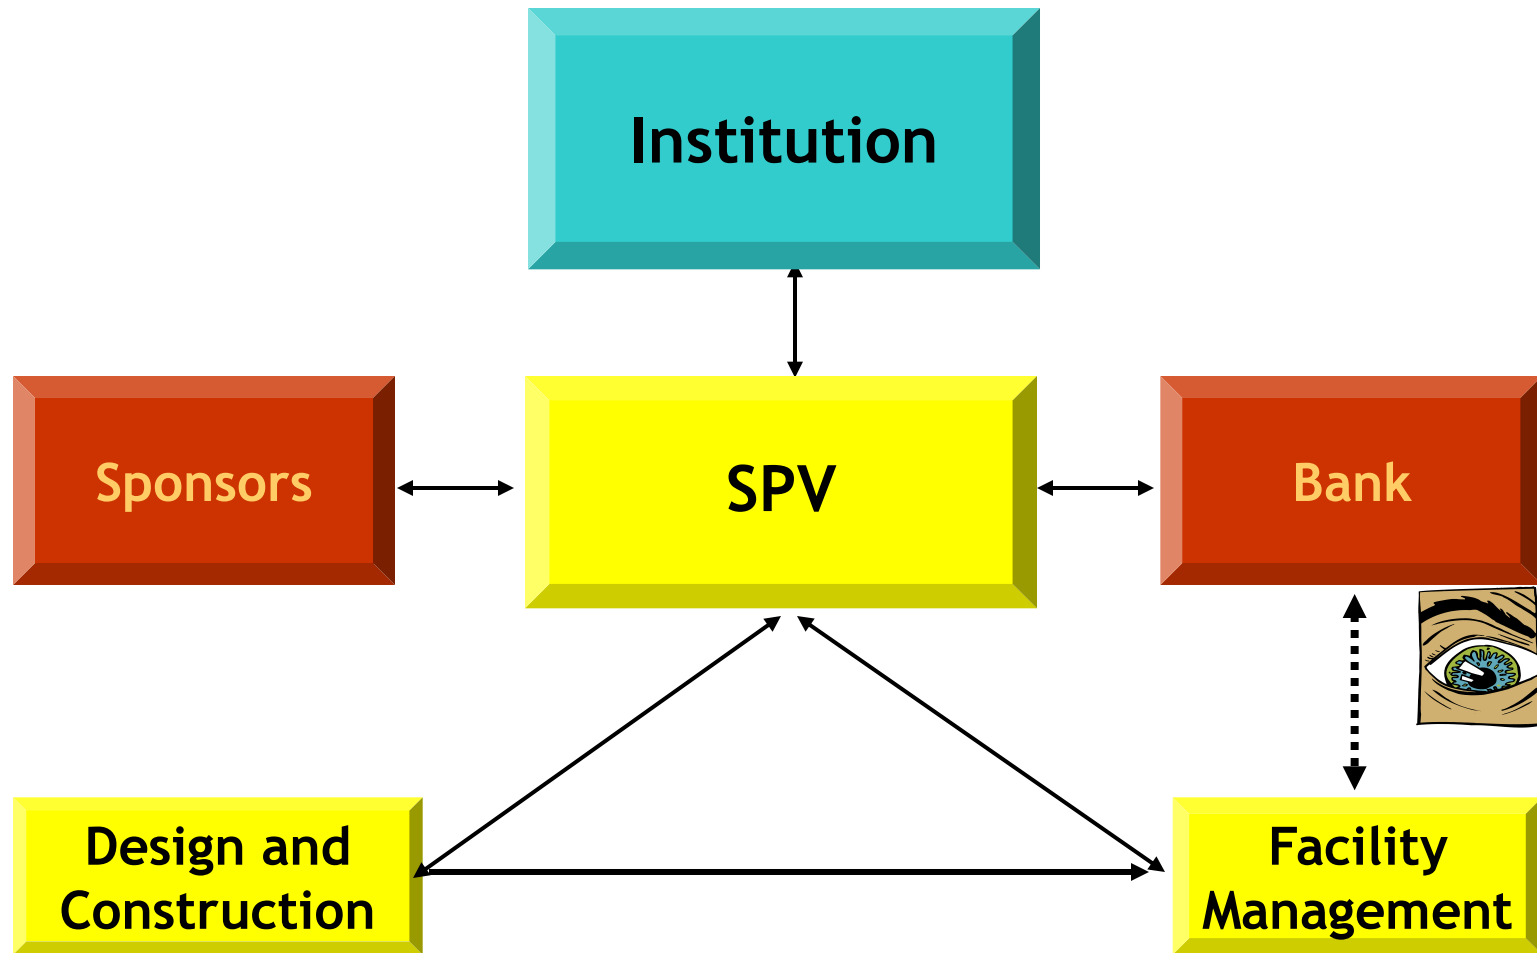 Institution
Sponsors
SPV
Bank
Design and
Construction
Facility
Management